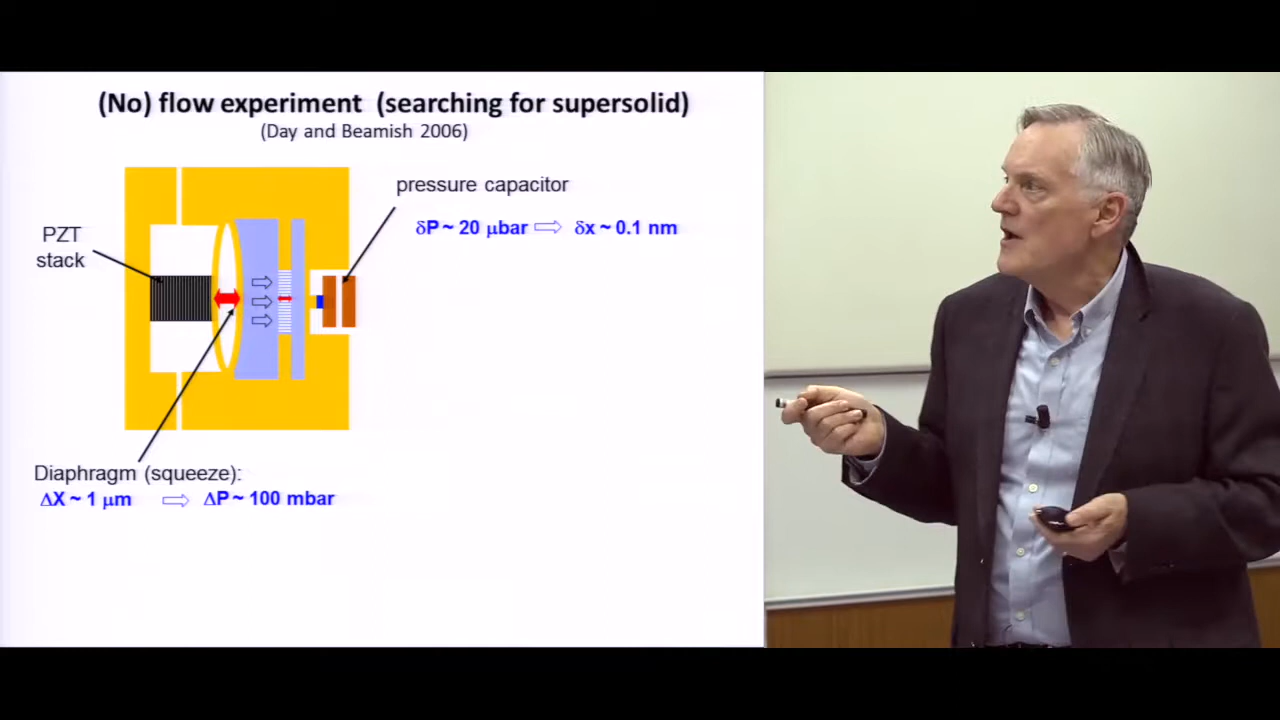 (No) flow experiment (searching for supersolid)
(Day and Beamish 2006)
pressure capacitor
δP ~ 20 μbar ⇨ δx ~ 0.1 nm
PZT
stack
Diaphragm (squeeze):
ΔX ~ 1 μm ⇨ ΔP ~ 100 mbar